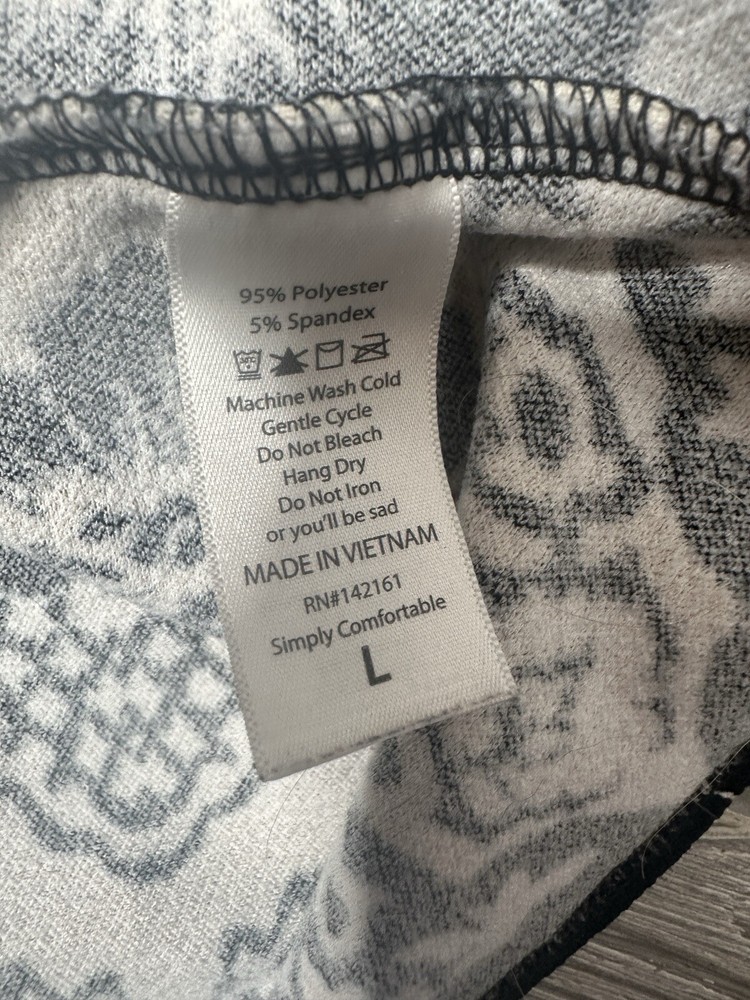 95% Polyester
5% Spandex
Machine Wash Cold
Gentle Cycle
Do Not Bleach
Hang Dry
Do Not Iron
or you'll be sad
MADE IN VIETNAM
RN#142161
Simply Comfortable
L